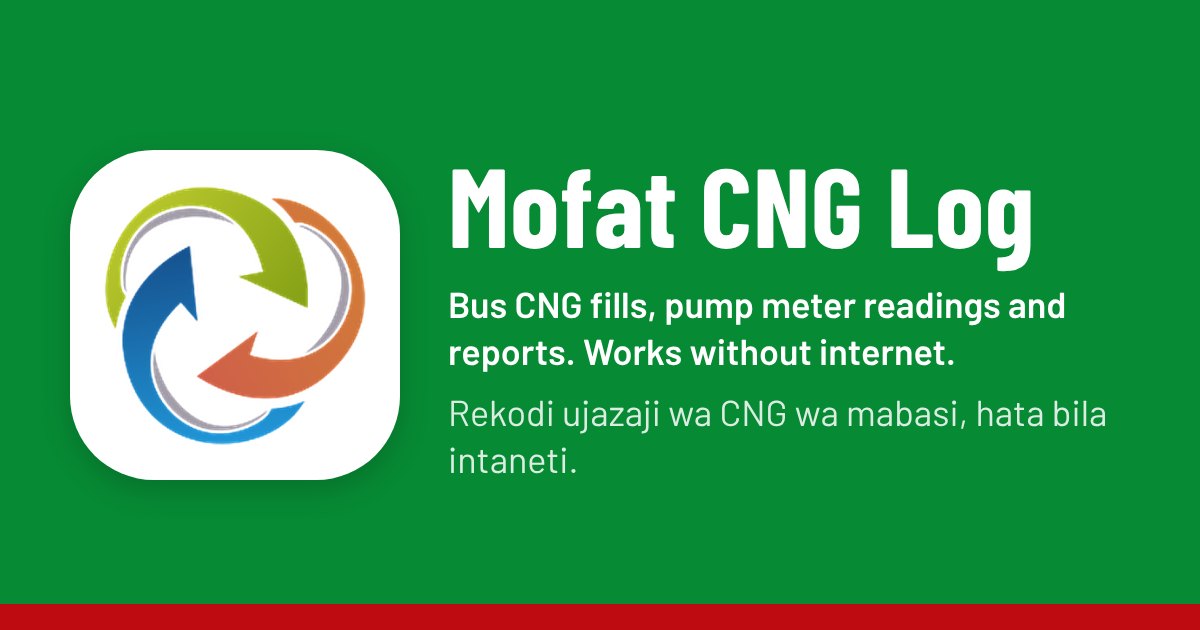 Mofat CNG Log
Bus CNG fills, pump meter readings and
reports. Works without internet.
Rekodi ujazaji wa CNG wa mabasi, hata bila
intaneti.